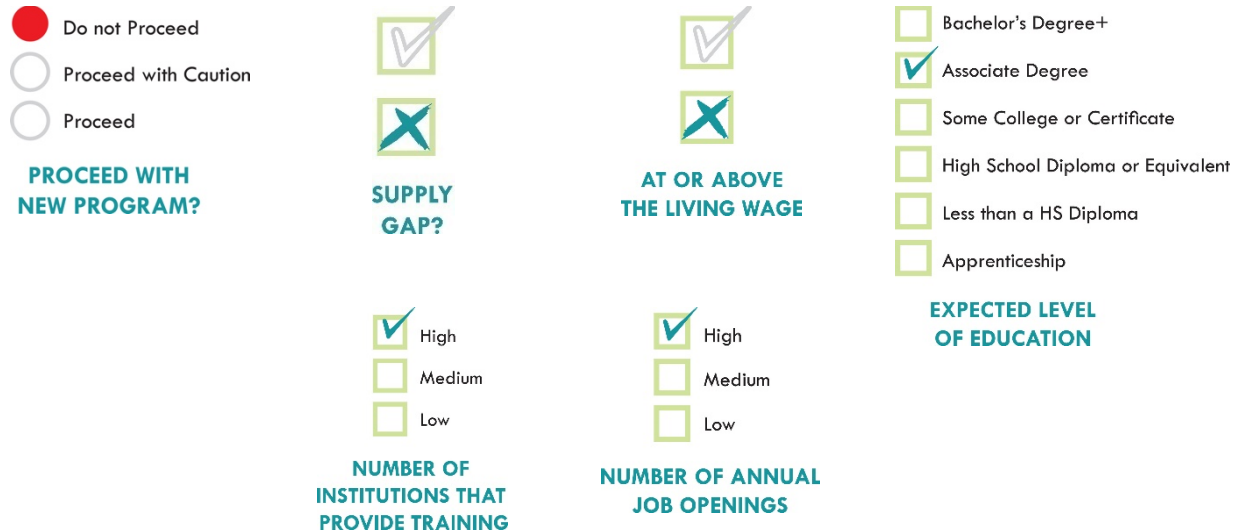 Do not Proceed
Proceed with Caution
Proceed
PROCEED WITH
NEW PROGRAM?
SUPPLY
GAP?
AT OR ABOVE
THE LIVING WAGE
Bachelor's Degree+
Associate Degree
Some College or Certificate
High School Diploma or Equivalent
Less than a HS Diploma
Apprenticeship
EXPECTED LEVEL
OF EDUCATION
High
Medium
Low
NUMBER OF
INSTITUTIONS THAT
PROVIDE TRAINING
High
Medium
Low
NUMBER OF ANNUAL
JOB OPENINGS